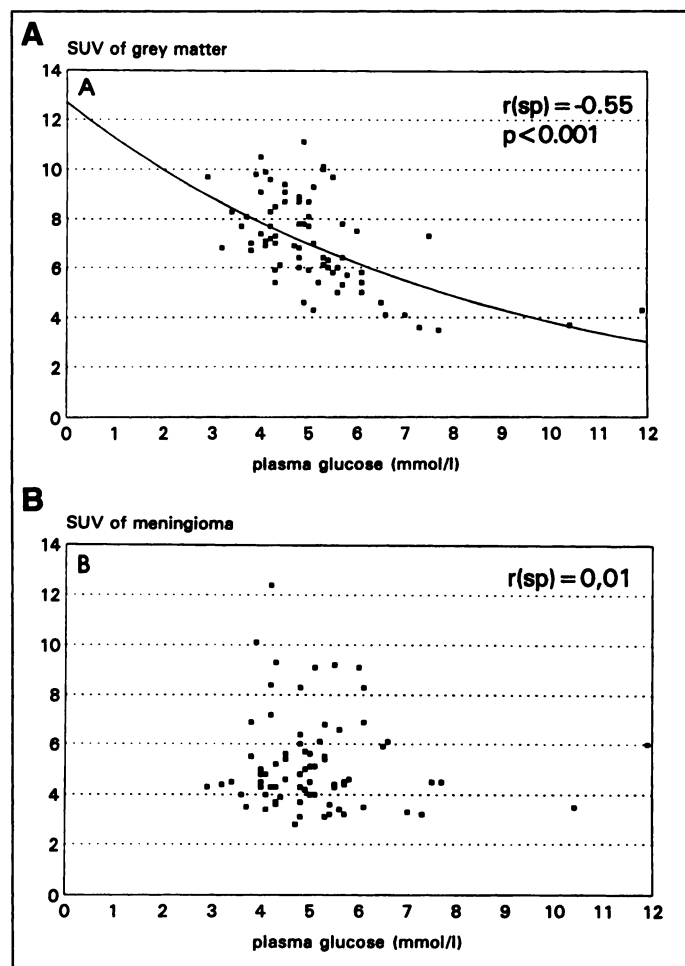 A
SUV of grey matter
14
A
r(sp) = -0.55
p<0.001
12
10
8
6
4
2
0
0 1 2 3 4 5 6 7 8 9 10 11 12
plasma glucose (mmol/l)
B
SUV of meningioma
14
B
r(sp) = 0,01
12
10
8
6
4
2
0
0 1 2 3 4 5 6 7 8 9 10 11 12
plasma glucose (mmol/l)